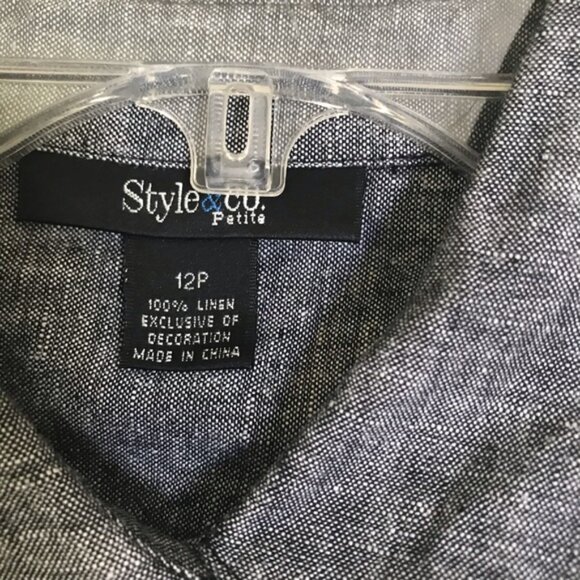 Style&co.
Petite
12P
100% LINEN
EXCLUSIVE OF
DECORATION
MADE IN CHINA